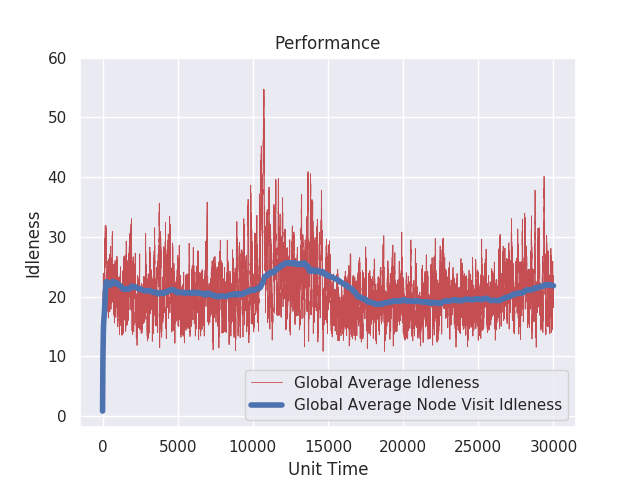 Performance
60
50
40
30
20
10
0
Idleness
Global Average Idleness
Global Average Node Visit Idleness
0 5000 10000 15000 20000 25000 30000
Unit Time